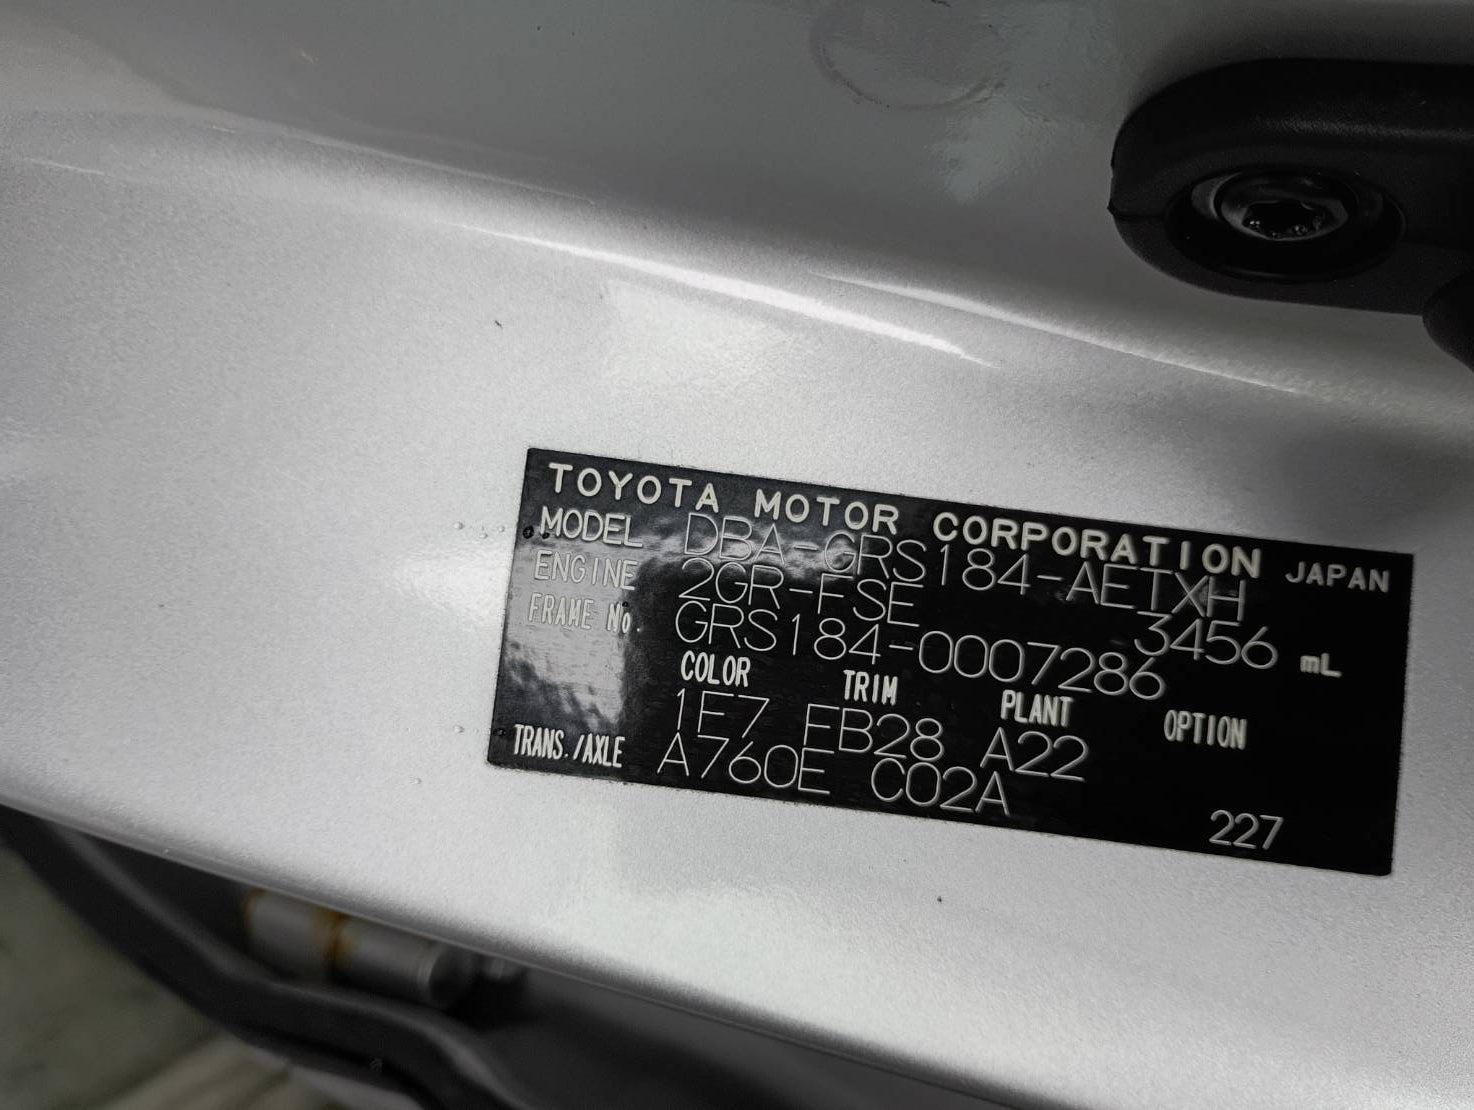 TOYOTA MOTOR CORPORATION JAPAN
MODEL DBA-GRS184-AETXH
ENGINE 2GR-FSE 3456 mL
FRAME No. GRS184-0007286
COLOR TRIM PLANT OPTION
1E7 FB28 A22
TRANS./AXLE A760E C02A
227